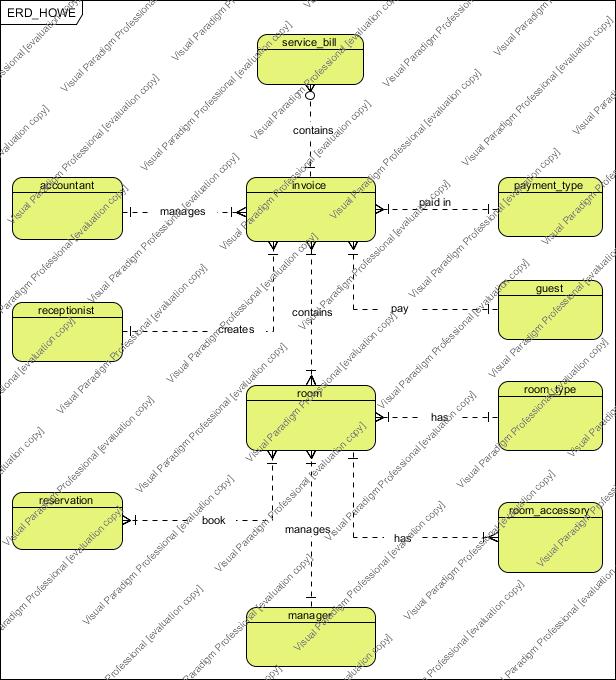 ERD_HOWE
service_bill
contains
accountant
manages
invoice
paid in
payment_type
receptionist
creates
contains
pay
guest
room
has
room_type
reservation
book
manages
has
room_accessory
manager
Visual Paradigm Professional [evaluation copy]